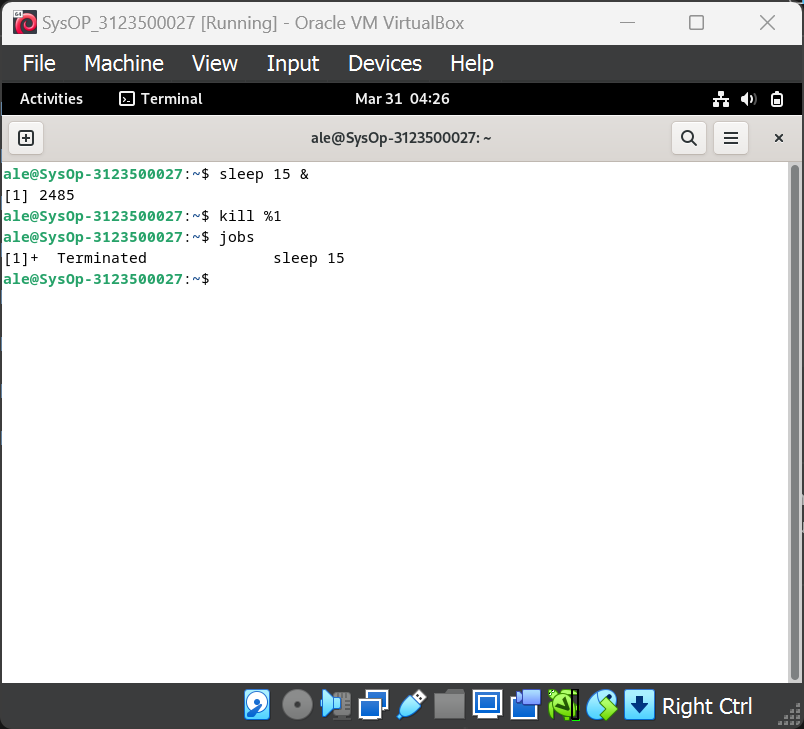 SysOP_3123500027 [Running] - Oracle VM VirtualBox
File Machine View Input Devices Help
Activities Terminal Mar 31 04:26
ale@SysOp-3123500027: ~
ale@SysOp-3123500027:~$ sleep 15 &
[1] 2485
ale@SysOp-3123500027:~$ kill %1
ale@SysOp-3123500027:~$ jobs
[1]+  Terminated              sleep 15
ale@SysOp-3123500027:~$
Right Ctrl